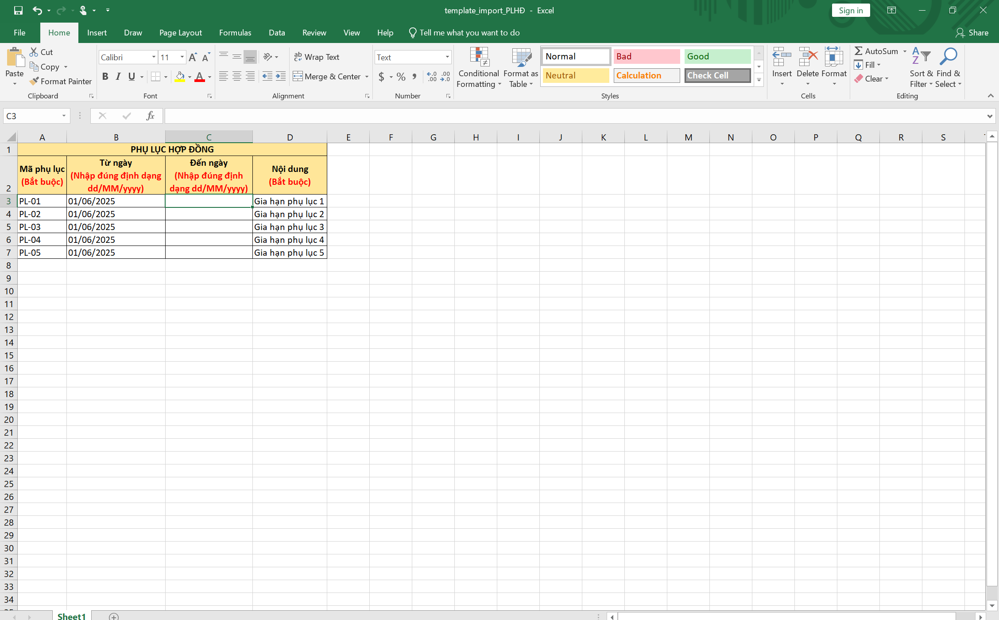 template_import_PLHĐ - Excel
Sign in
File Home Insert Draw Page Layout Formulas Data Review View Help Tell me what you want to do Share
Paste
Cut
Copy
Format Painter
Clipboard
Calibri 11
B I U
Font
Wrap Text
Merge & Center
Alignment
Text
$ % ,
Number
Conditional Formatting
Format as Table
Normal Bad Good
Neutral Calculation Check Cell
Styles
Insert Delete Format
Cells
AutoSum
Fill
Clear
Sort & Filter
Find & Select
Editing
C3
fx
A B C D E F G H I J K L M N O P Q R S
1 PHỤ LỤC HỢP ĐỒNG
2 Mã phụ lục (Bắt buộc) Từ ngày (Nhập đúng định dạng dd/MM/yyyy) Đến ngày (Nhập đúng định dạng dd/MM/yyyy) Nội dung (Bắt buộc)
3 PL-01 01/06/2025 Gia hạn phụ lục 1
4 PL-02 01/06/2025 Gia hạn phụ lục 2
5 PL-03 01/06/2025 Gia hạn phụ lục 3
6 PL-04 01/06/2025 Gia hạn phụ lục 4
7 PL-05 01/06/2025 Gia hạn phụ lục 5
8
9
10
11
12
13
14
15
16
17
18
19
20
21
22
23
24
25
26
27
28
29
30
31
32
33
34
Sheet1